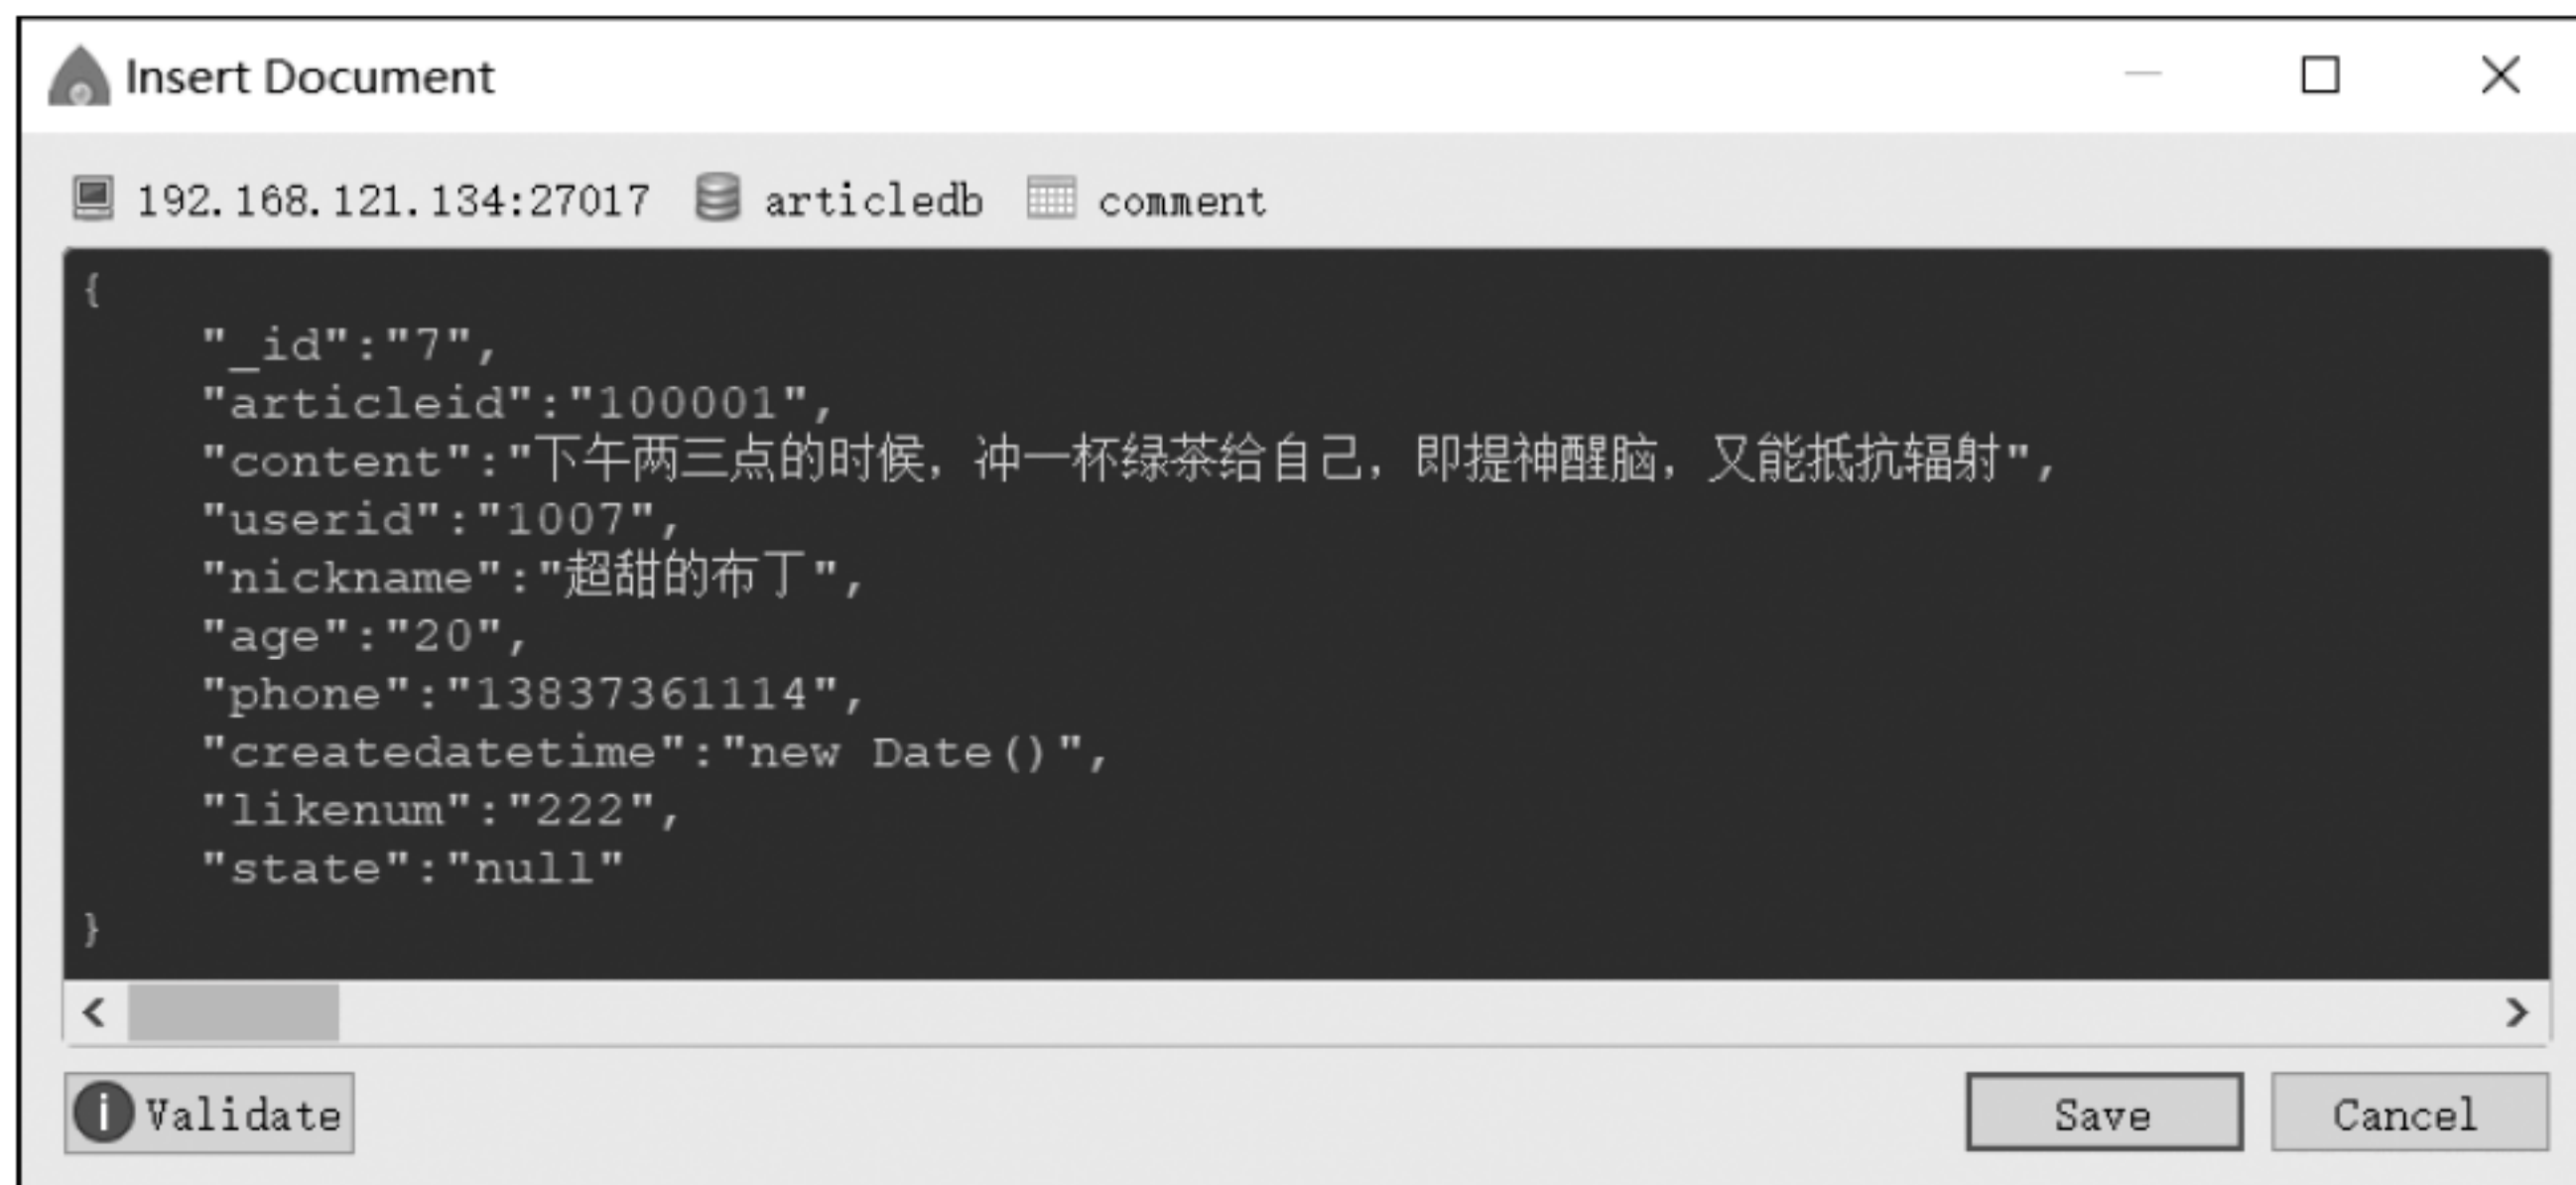 Insert Document
192.168.121.134:27017 articledb comment
{
"_id":"7",
"articleid":"100001",
"content":"下午两三点的时候，冲一杯绿茶给自己，即提神醒脑，又能抵抗辐射",
"userid":"1007",
"nickname":"超甜的布丁",
"age":"20",
"phone":"13837361114",
"createdatetime":"new Date()",
"likenum":"222",
"state":"null"
}
Validate Save Cancel